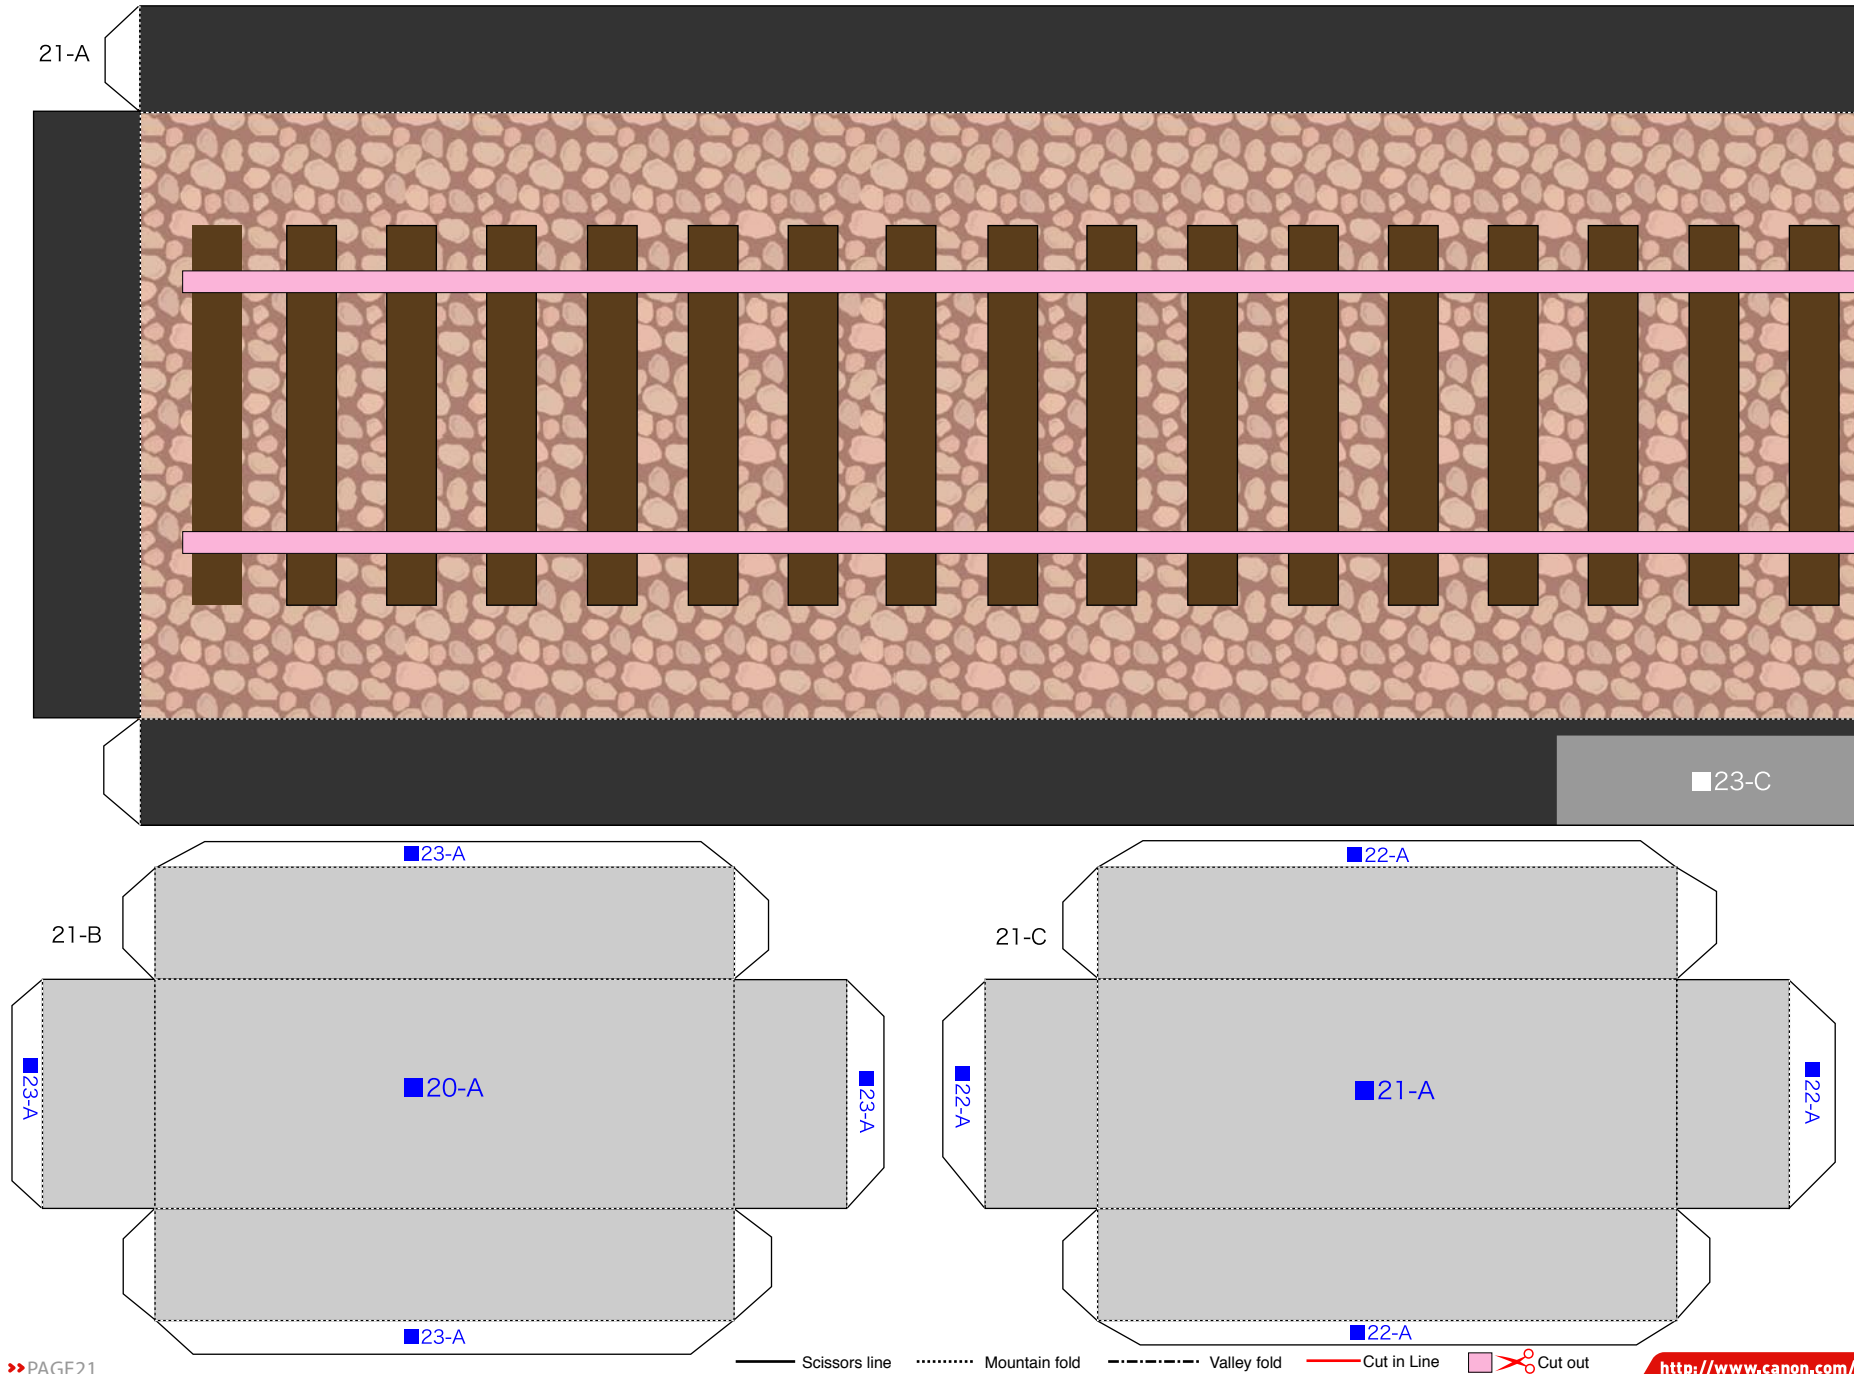 21-A
■23-C
■23-A
■22-A
21-B
21-C
■23-A
■20-A
■23-A
■22-A
■21-A
■22-A
■23-A
■22-A
»PAGE21
Scissors line
Mountain fold
Valley fold
Cut in Line
Cut out
http://www.canon.com/